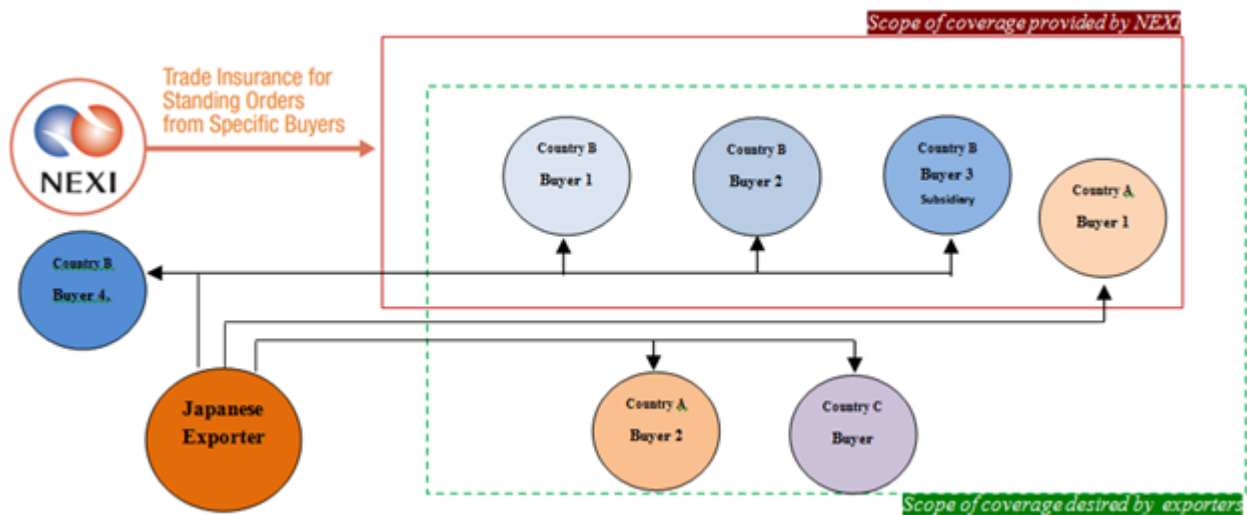 Scope of coverage provided by NEXI
Trade Insurance for
Standing Orders
from Specific Buyers
NEXI
Country B
Buyer 1
Country B
Buyer 2
Country B
Buyer 3
Subsidiary
Country A
Buyer 1
Country B
Buyer 4.
Japanese
Exporter
Country A
Buyer 2
Country C
Buyer
Scope of coverage desired by exporters